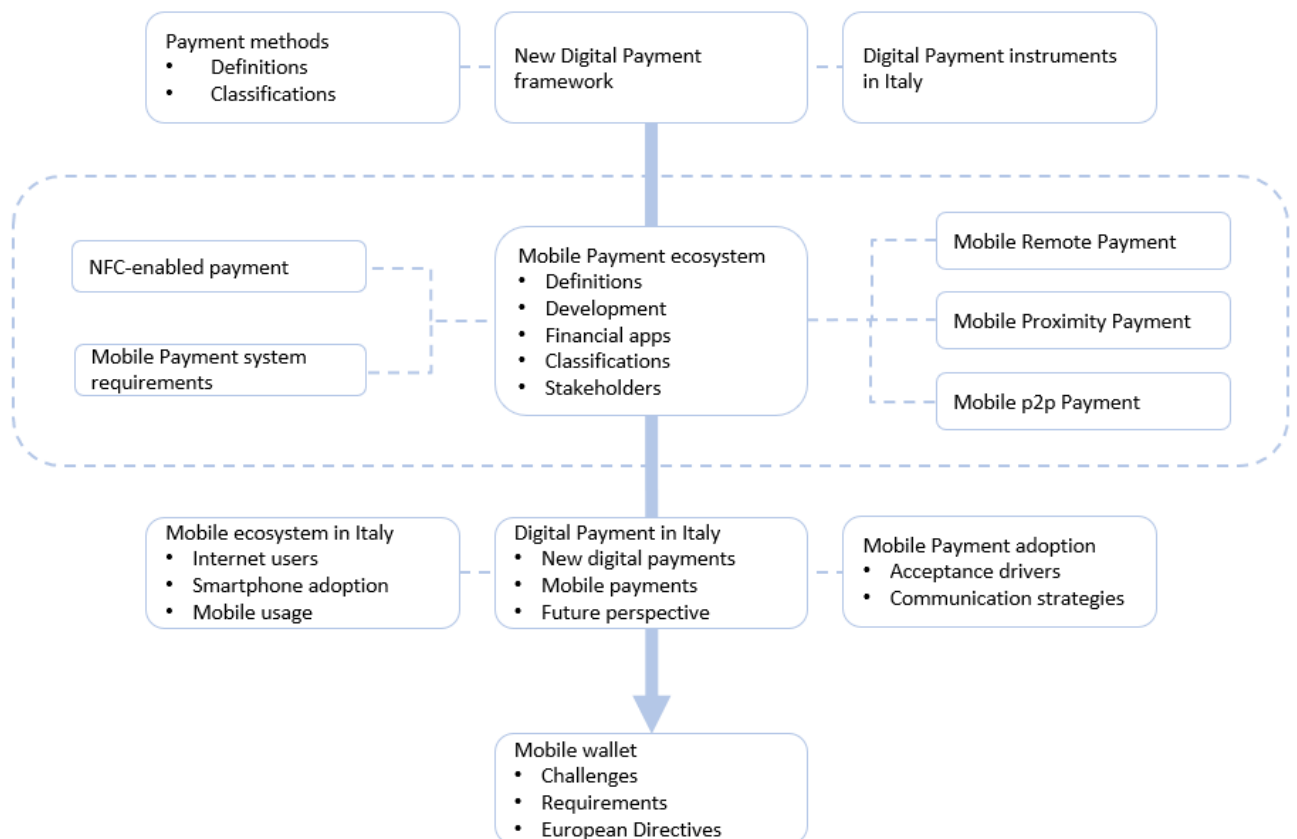 Payment methods
• Definitions
• Classifications
New Digital Payment
framework
Digital Payment instruments
in Italy
NFC-enabled payment
Mobile Payment system
requirements
Mobile Payment ecosystem
• Definitions
• Development
• Financial apps
• Classifications
• Stakeholders
Mobile Remote Payment
Mobile Proximity Payment
Mobile p2p Payment
Mobile ecosystem in Italy
• Internet users
• Smartphone adoption
• Mobile usage
Digital Payment in Italy
• New digital payments
• Mobile payments
• Future perspective
Mobile Payment adoption
• Acceptance drivers
• Communication strategies
Mobile wallet
• Challenges
• Requirements
• European Directives